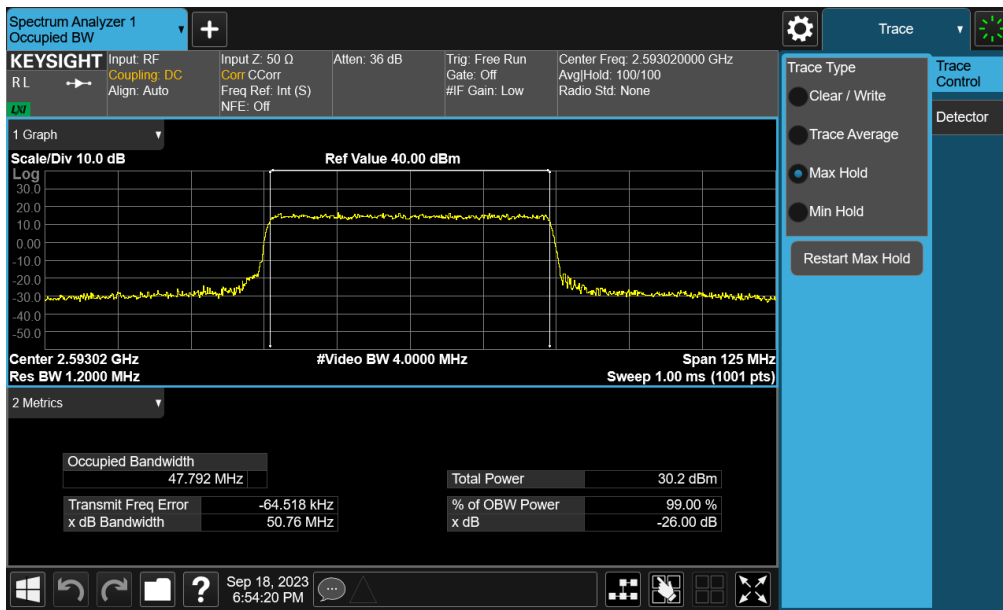 Spectrum Analyzer 1
Occupied BW
Trace
KEYSIGHT
Input: RF
Coupling: DC
Align: Auto
R L
LXI
Input Z: 50 Ω
Corr CCorr
Freq Ref: Int (S)
NFE: Off
Atten: 36 dB
Trig: Free Run
Gate: Off
#IF Gain: Low
Center Freq: 2.593020000 GHz
Avg|Hold: 100/100
Radio Std: None
Trace Type
Clear / Write
Trace Average
Max Hold
Min Hold
Restart Max Hold
Trace
Control
Detector
1 Graph
Scale/Div 10.0 dB
Ref Value 40.00 dBm
Log
30.0
20.0
10.0
0.00
-10.0
-20.0
-30.0
-40.0
-50.0
Center 2.59302 GHz
#Video BW 4.0000 MHz
Span 125 MHz
Res BW 1.2000 MHz
Sweep 1.00 ms (1001 pts)
2 Metrics
Occupied Bandwidth
47.792 MHz
Total Power 30.2 dBm
Transmit Freq Error -64.518 kHz
% of OBW Power 99.00 %
x dB Bandwidth 50.76 MHz
x dB -26.00 dB
?
Sep 18, 2023
6:54:20 PM